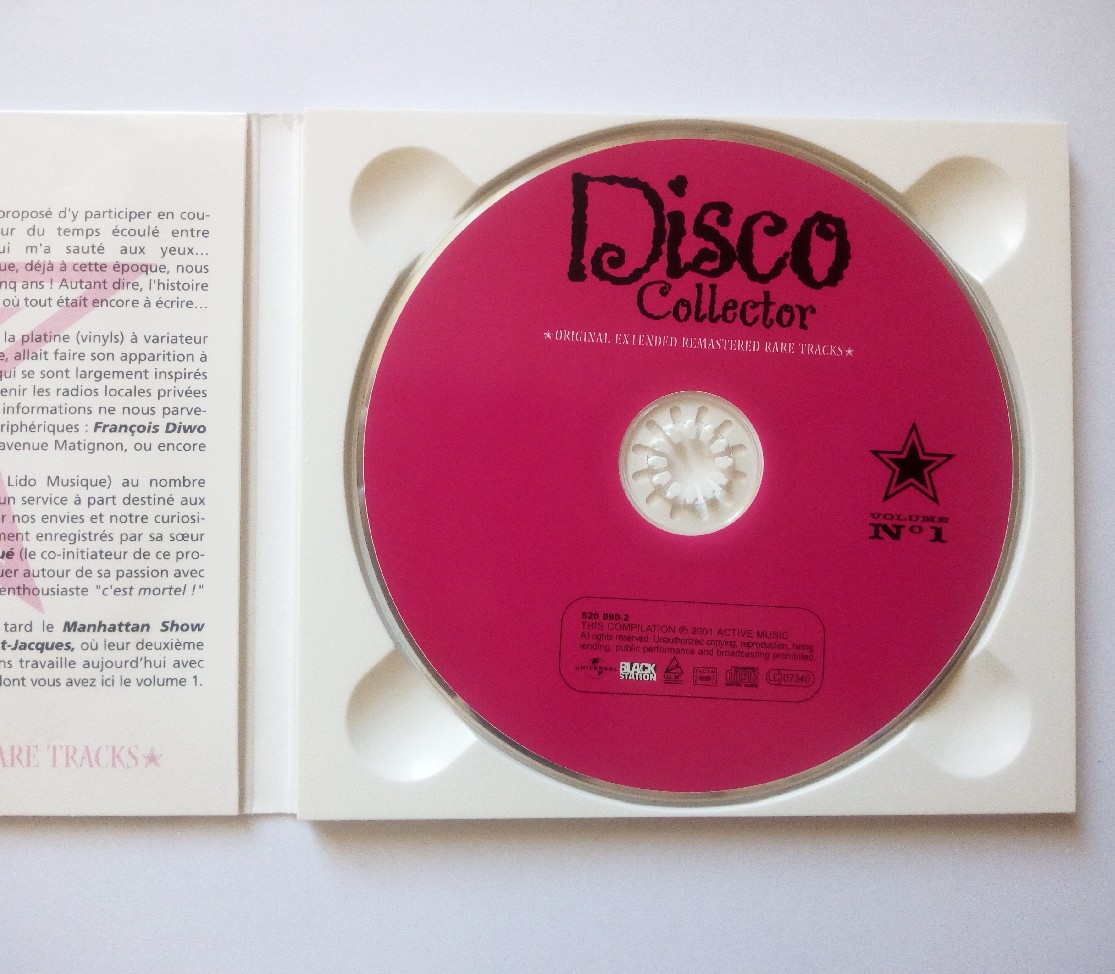 proposé d'y participer en cou-
ur du temps écoulé entre
ui m'a sauté aux yeux...
ue, déjà à cette époque, nous
nq ans ! Autant dire, l'histoire
où tout était encore à écrire...
la platine (vinyls) à variateur
e, allait faire son apparition à
qui se sont largement inspirés
enir les radios locales privées
informations ne nous parve-
riphériques : François Diwo
avenue Matignon, ou encore
Lido Musique) au nombre
un service à part destiné aux
r nos envies et notre curiosi-
ment enregistrés par sa sœur
ué (le co-initiateur de ce pro-
uer autour de sa passion avec
enthousiaste "c'est mortel !"
tard le Manhattan Show
t-Jacques, où leur deuxième
ns travaille aujourd'hui avec
dont vous avez ici le volume 1.
ARE TRACKS★
Disco
Collector
★ORIGINAL EXTENDED REMASTERED RARE TRACKS★
VOLUME
Nº1
520 080-2
THIS COMPILATION ℗ 2001 ACTIVE MUSIC
All rights reserved. Unauthorized copying, reproduction, hiring
lending, public performance and broadcasting prohibited
UNIVERSAL BLACK STATION LC 07340